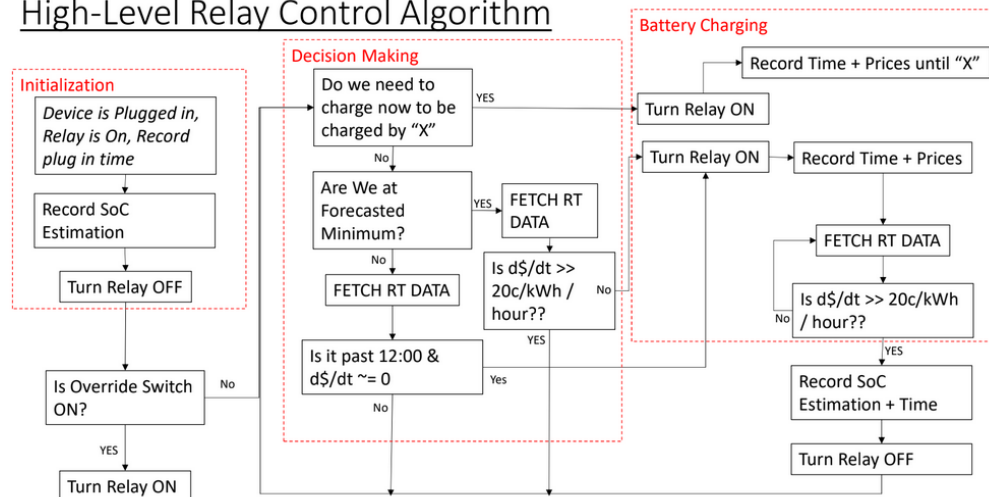 High-Level Relay Control Algorithm
Initialization
Device is Plugged in,
Relay is On, Record
plug in time
Record SoC
Estimation
Turn Relay OFF
Is Override Switch
ON?
No
YES
Turn Relay ON
Decision Making
Do we need to
charge now to be
charged by “X”
YES
No
Are We at
Forecasted
Minimum?
YES
No
FETCH RT
DATA
Is d$/dt >>
20c/kWh /
hour??
No
YES
FETCH RT DATA
Is it past 12:00 &
d$/dt ~= 0
Yes
No
Battery Charging
Turn Relay ON
Record Time + Prices until “X”
Turn Relay ON
Record Time + Prices
FETCH RT DATA
Is d$/dt >> 20c/kWh
/ hour??
No
YES
Record SoC
Estimation + Time
Turn Relay OFF